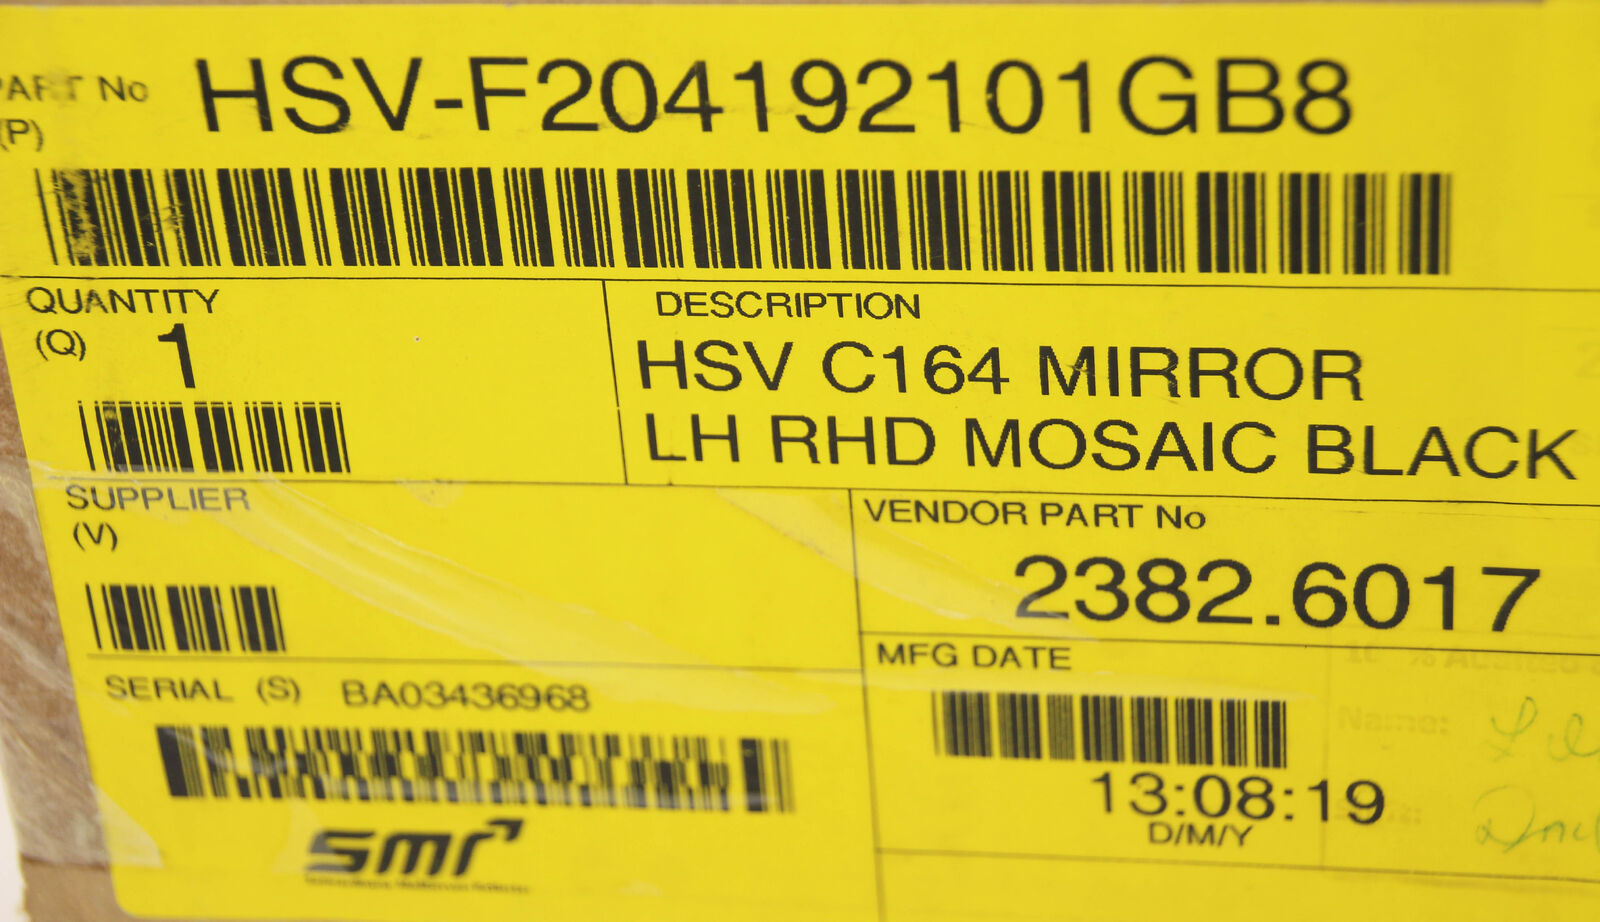 PART No HSV-F204192101GB8
(P)
QUANTITY
(Q) 1
DESCRIPTION
HSV C164 MIRROR
LH RHD MOSAIC BLACK
SUPPLIER
(V)
VENDOR PART No
2382.6017
SERIAL (S) BA03436968
MFG DATE
13:08:19
D/M/Y
smr
Name: